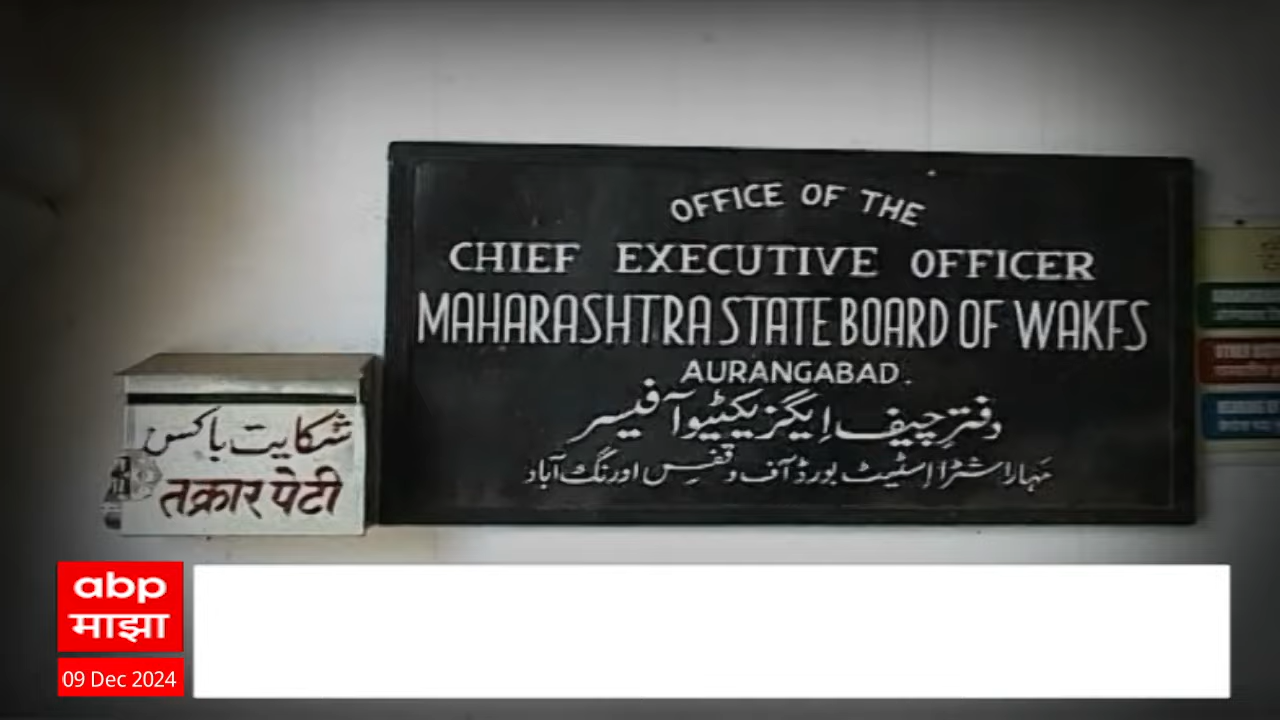 OFFICE OF THE
CHIEF EXECUTIVE OFFICER
MAHARASHTRA STATE BOARD OF WAKFS
AURANGABAD.
دفترِ چیف ایگزیکٹیو آفیسر
مہاراشٹرا اسٹیٹ بورڈ آف وقفس اورنگ آباد
شکایت باکس
तक्रार पेटी
abp
माझा
09 Dec 2024